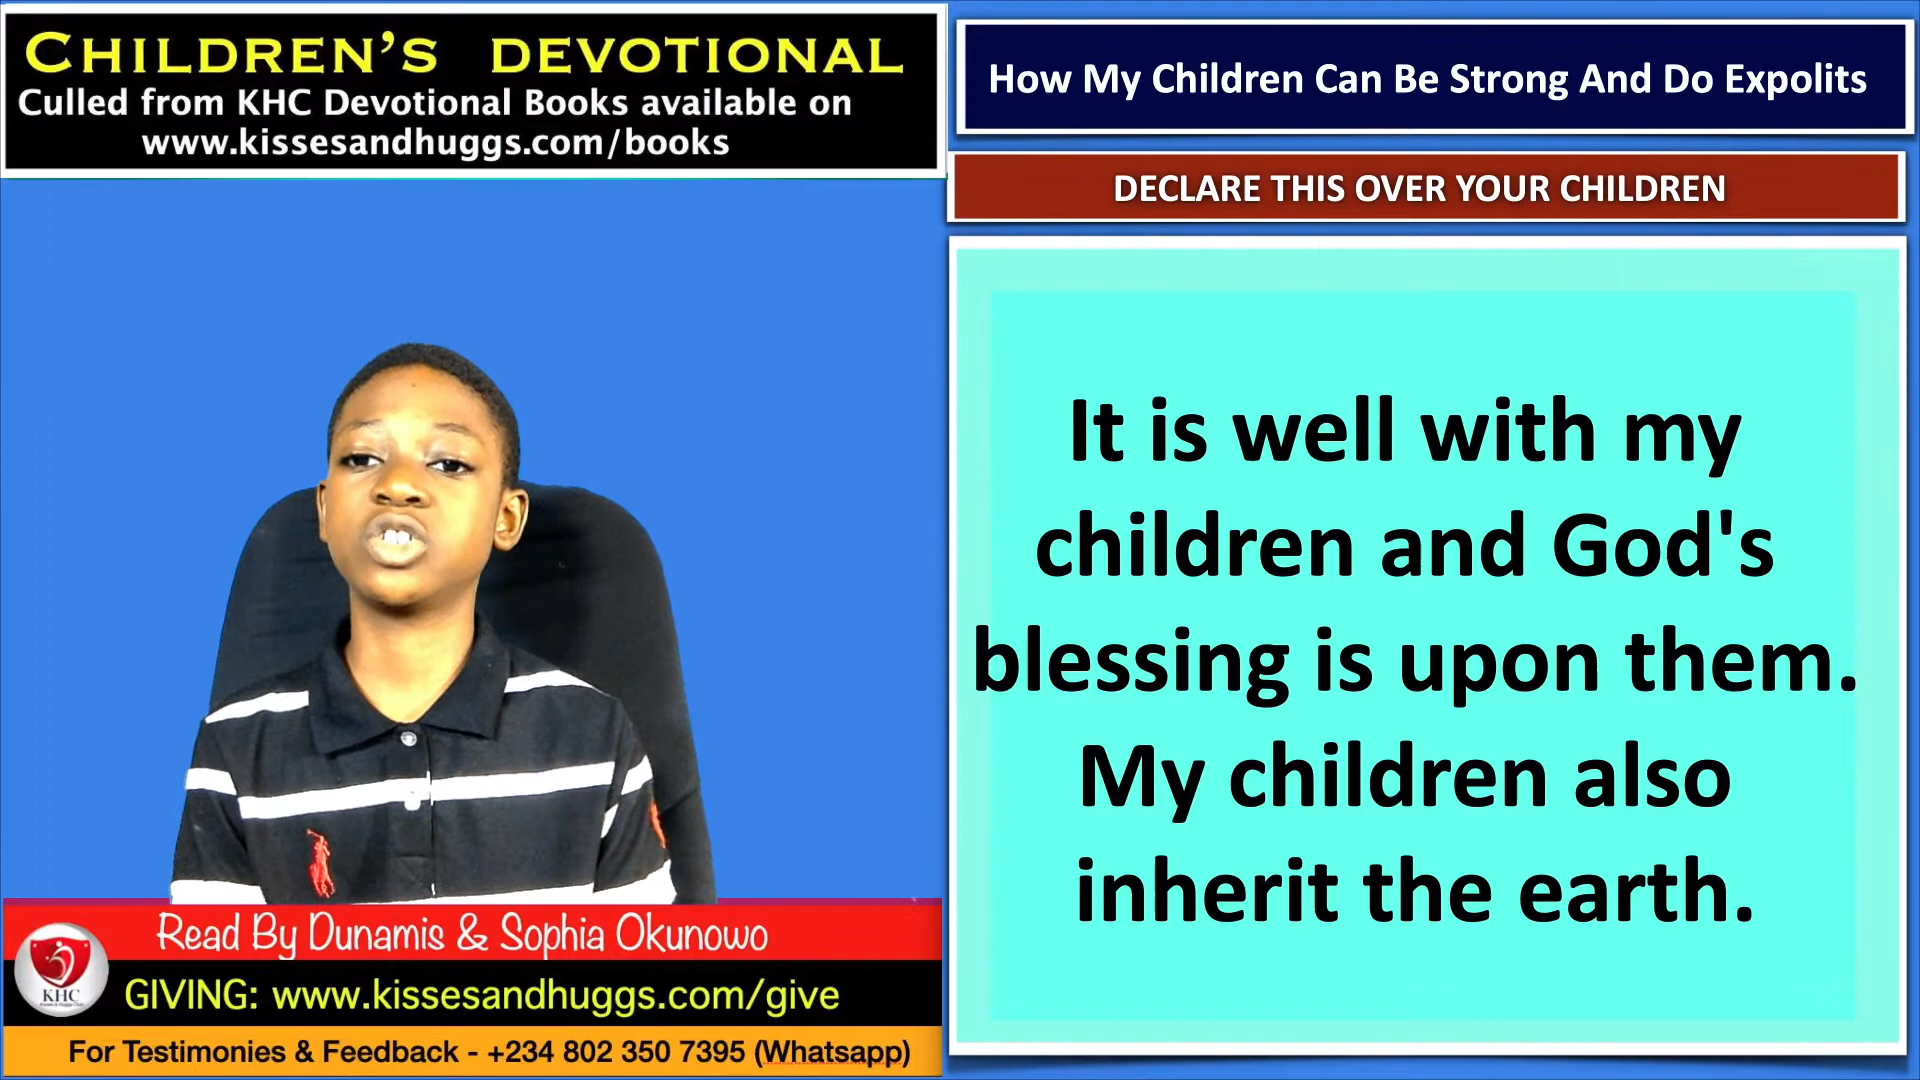 CHILDREN'S DEVOTIONAL
Culled from KHC Devotional Books available on
www.kissesandhuggs.com/books
How My Children Can Be Strong And Do Expolits
DECLARE THIS OVER YOUR CHILDREN
It is well with my
children and God's
blessing is upon them.
My children also
inherit the earth.
Read By Dunamis & Sophia Okunowo
KHC
GIVING: www.kissesandhuggs.com/give
For Testimonies & Feedback - +234 802 350 7395 (Whatsapp)